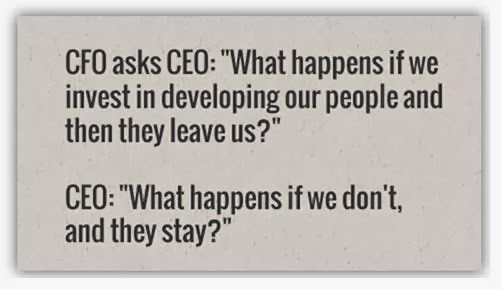 CFO asks CEO: "What happens if we
invest in developing our people and
then they leave us?"
CEO: "What happens if we don't,
and they stay?"